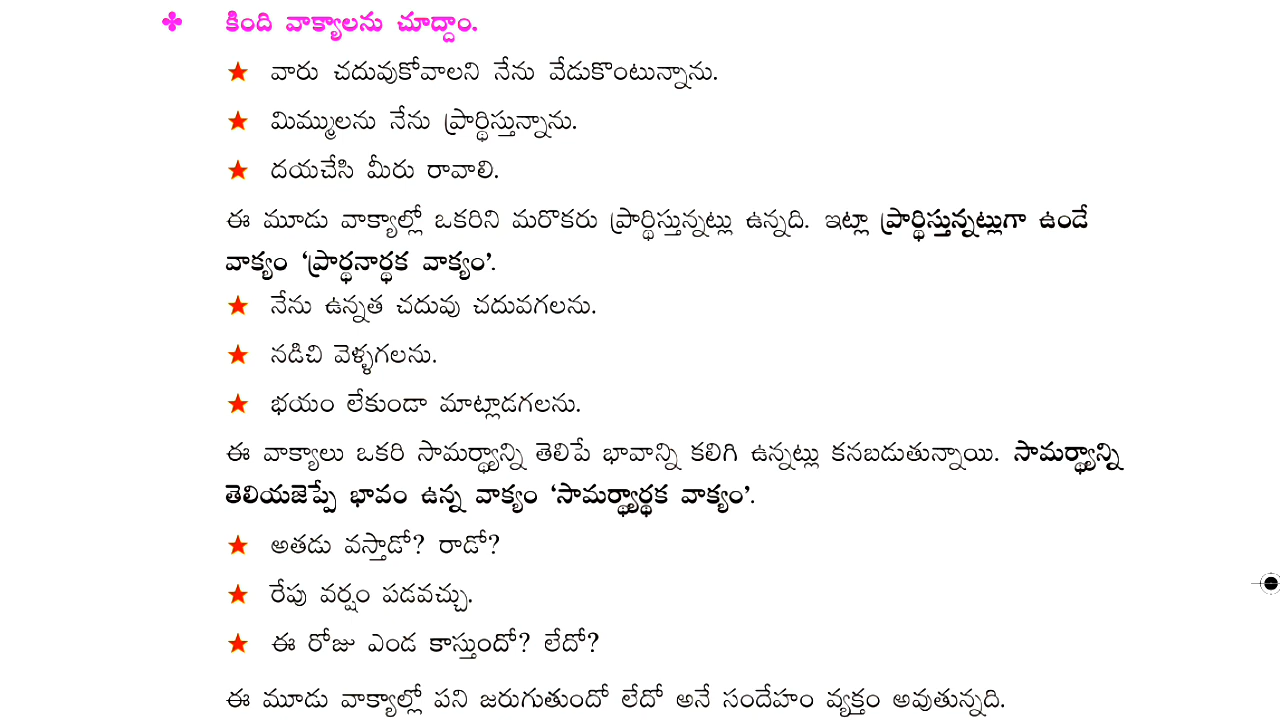 కింది వాక్యాలను చూద్దాం.
వారు చదువుకోవాలని నేను వేడుకొంటున్నాను.
మిమ్ములను నేను ప్రార్థిస్తున్నాను.
దయచేసి మీరు రావాలి.
ఈ మూడు వాక్యాల్లో ఒకరిని మరొకరు ప్రార్థిస్తున్నట్లు ఉన్నది. ఇట్లా ప్రార్థిస్తున్నట్లుగా ఉండే
వాక్యం ‘ప్రార్థనార్థక వాక్యం’.
నేను ఉన్నత చదువు చదువగలను.
నడిచి వెళ్ళగలను.
భయం లేకుండా మాట్లాడగలను.
ఈ వాక్యాలు ఒకరి సామర్థ్యాన్ని తెలిపే భావాన్ని కలిగి ఉన్నట్లు కనబడుతున్నాయి. సామర్థ్యాన్ని
తెలియజెప్పే భావం ఉన్న వాక్యం ‘సామర్థ్యార్థక వాక్యం’.
అతడు వస్తాడో? రాడో?
రేపు వర్షం పడవచ్చు.
ఈ రోజు ఎండ కాస్తుందో? లేదో?
ఈ మూడు వాక్యాల్లో పని జరుగుతుందో లేదో అనే సందేహం వ్యక్తం అవుతున్నది.